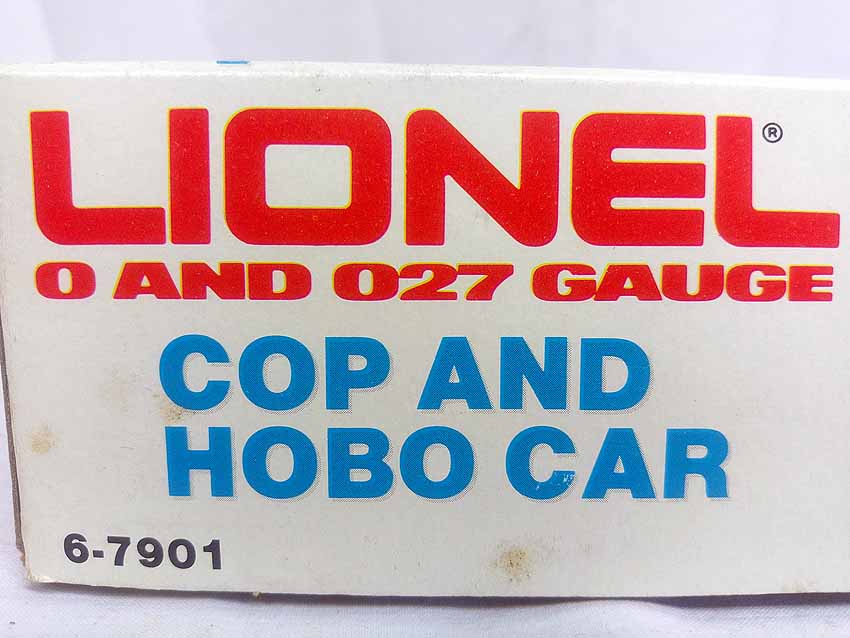 LIONEL®
O AND O27 GAUGE
COP AND
HOBO CAR
6-7901